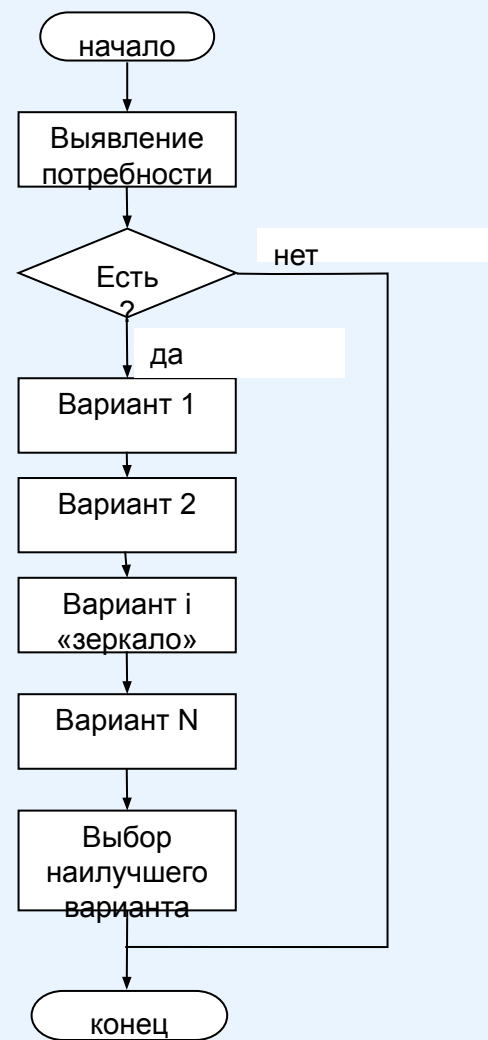 начало
Выявление
потребности
нет
Есть
?
да
Вариант 1
Вариант 2
Вариант i
«зеркало»
Вариант N
Выбор
наилучшего
варианта
конец